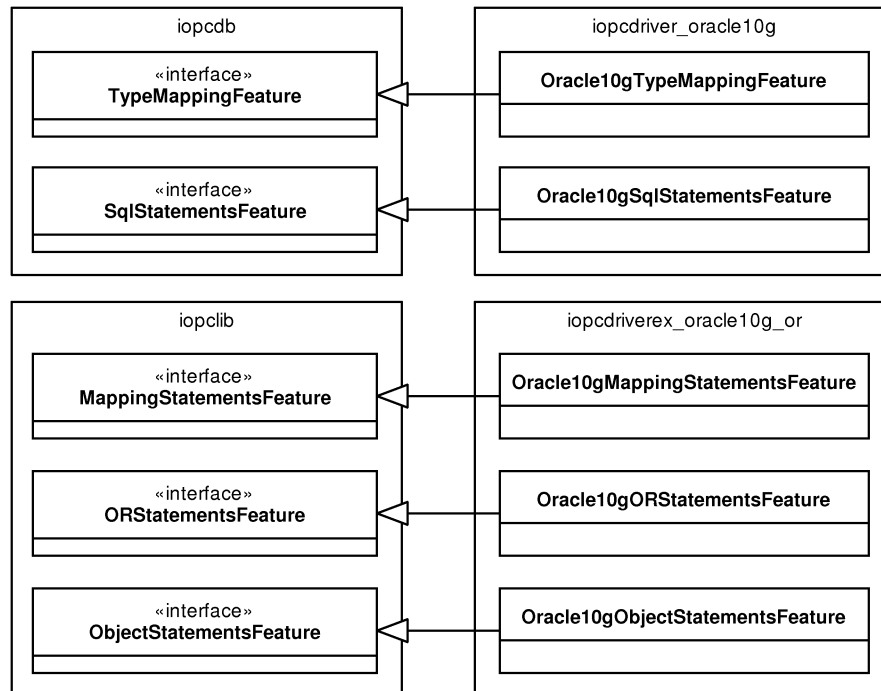 iopcdb
«interface»
TypeMappingFeature
«interface»
SqlStatementsFeature
iopcdriver_oracle10g
Oracle10gTypeMappingFeature
Oracle10gSqlStatementsFeature
iopclib
«interface»
MappingStatementsFeature
«interface»
ORStatementsFeature
«interface»
ObjectStatementsFeature
iopcdriverex_oracle10g_or
Oracle10gMappingStatementsFeature
Oracle10gORStatementsFeature
Oracle10gObjectStatementsFeature